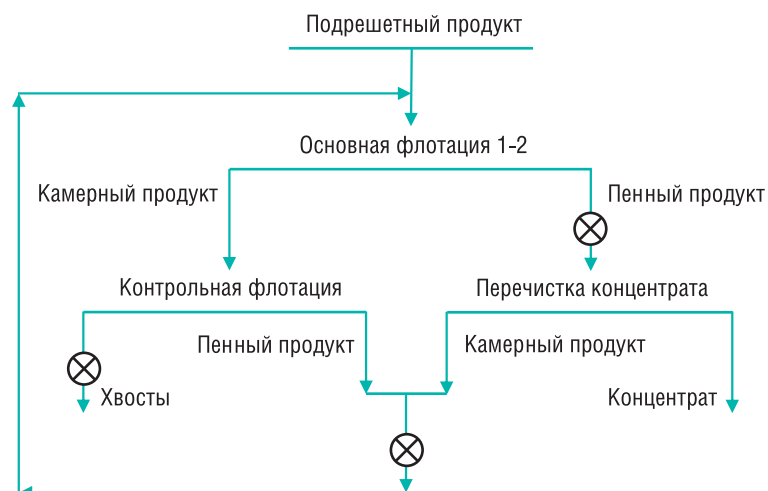 Подрешетный продукт
Основная флотация 1-2
Камерный продукт
Пенный продукт
Контрольная флотация
Перечистка концентрата
Пенный продукт
Камерный продукт
Хвосты
Концентрат